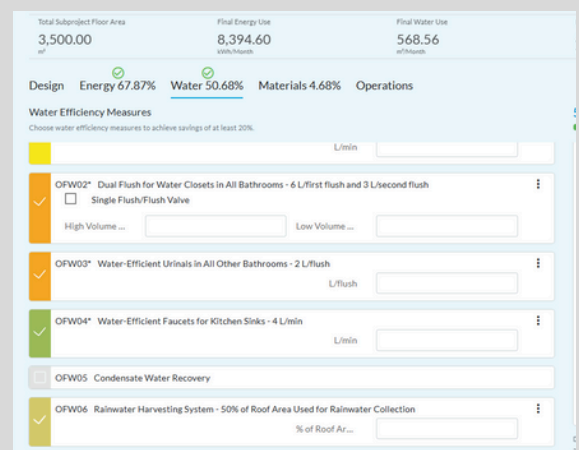 Total Subproject Floor Area Final Energy Use Final Water Use
3,500.00 8,394.60 568.56
m² kWh/Month m³/Month
Design Energy 67.87% Water 50.68% Materials 4.68% Operations
Water Efficiency Measures
Choose water efficiency measures to achieve savings of at least 20%.
L/min
OFW02* Dual Flush for Water Closets in All Bathrooms - 6 L/first flush and 3 L/second flush
Single Flush/Flush Valve
High Volume ... Low Volume ...
OFW03* Water-Efficient Urinals in All Other Bathrooms - 2 L/flush
L/flush
OFW04* Water-Efficient Faucets for Kitchen Sinks - 4 L/min
L/min
OFW05 Condensate Water Recovery
OFW06 Rainwater Harvesting System - 50% of Roof Area Used for Rainwater Collection
% of Roof Ar...